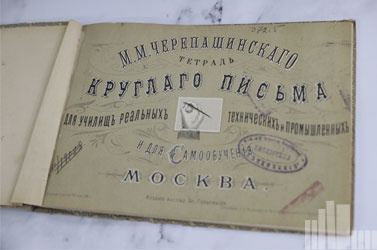 М.М.ЧЕРЕПАШИНСКАГО
ТЕТРАДЬ
КРУГЛАГО ПИСЬМА
ДЛЯ УЧИЛИЩЪ РЕАЛЬНЫХЪ ТЕХНИЧЕСКИХЪ и ПРОМЫШЛЕННЫХЪ
И ДЛЯ САМООБУЧЕНІЯ
МОСКВА